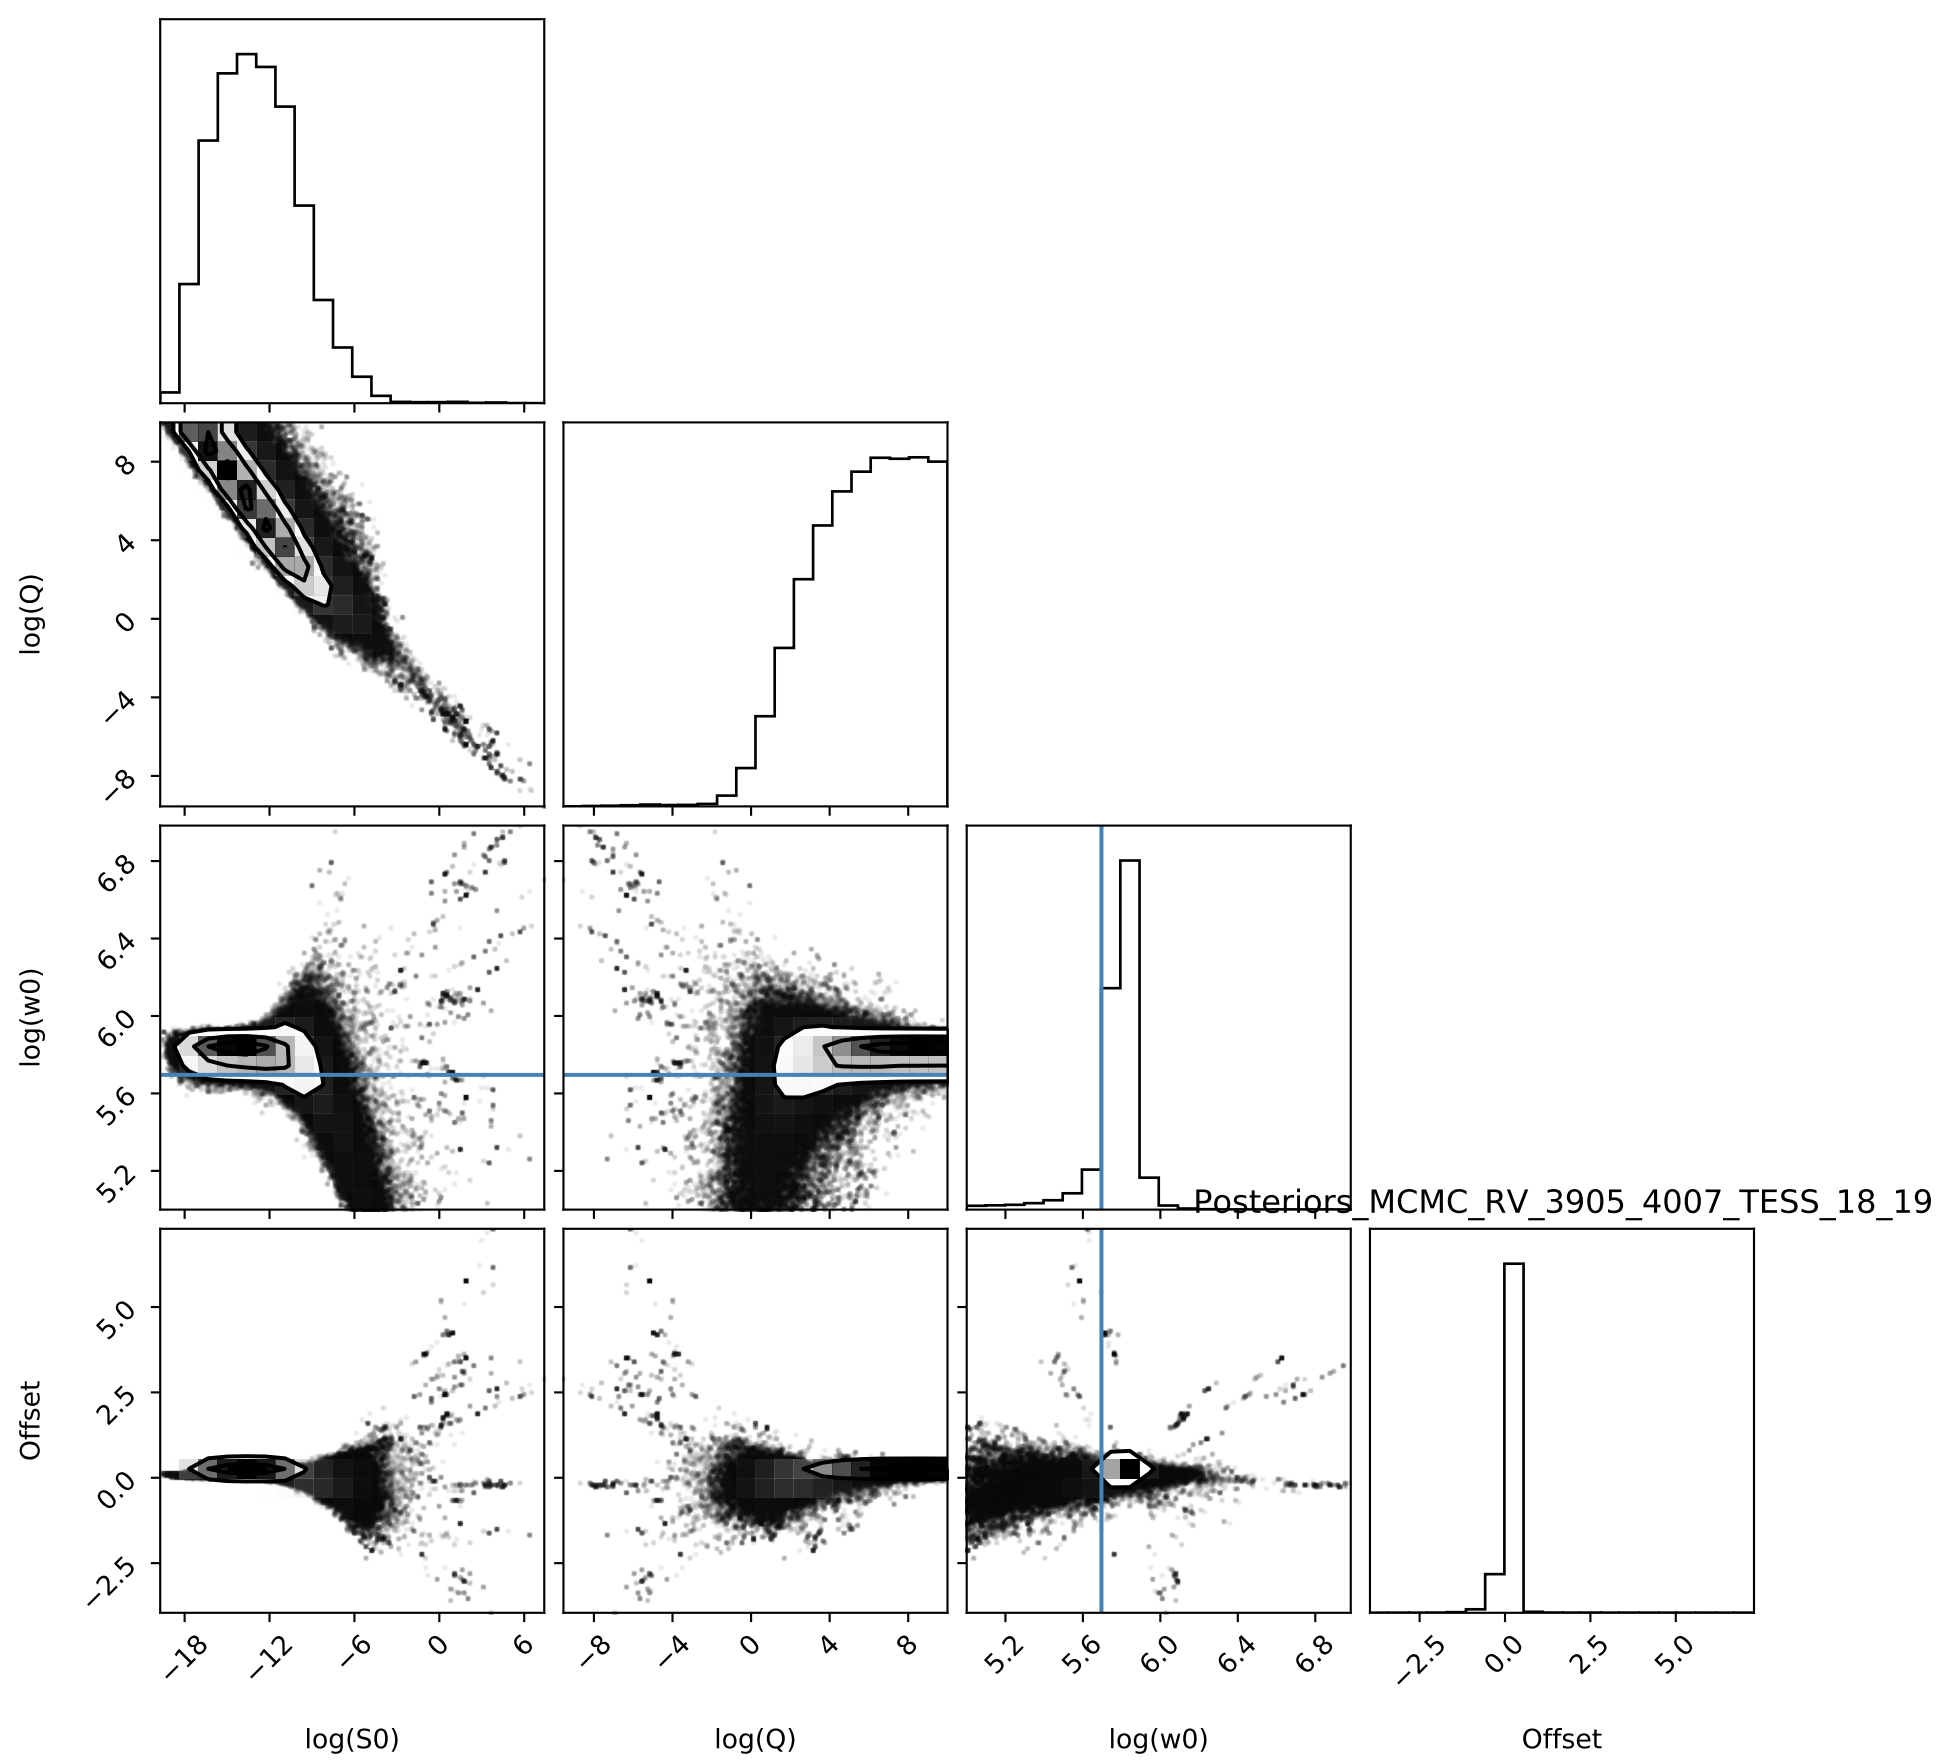 8
4
0
−4
−8
log(Q)
6.8
6.4
6.0
5.6
5.2
log(w0)
Posteriors_MCMC_RV_3905_4007_TESS_18_19
5.0
2.5
0.0
−2.5
Offset
−18 −12 −6 0 6 −8 −4 0 4 8 5.2 5.6 6.0 6.4 6.8 −2.5 0.0 2.5 5.0
log(S0) log(Q) log(w0) Offset